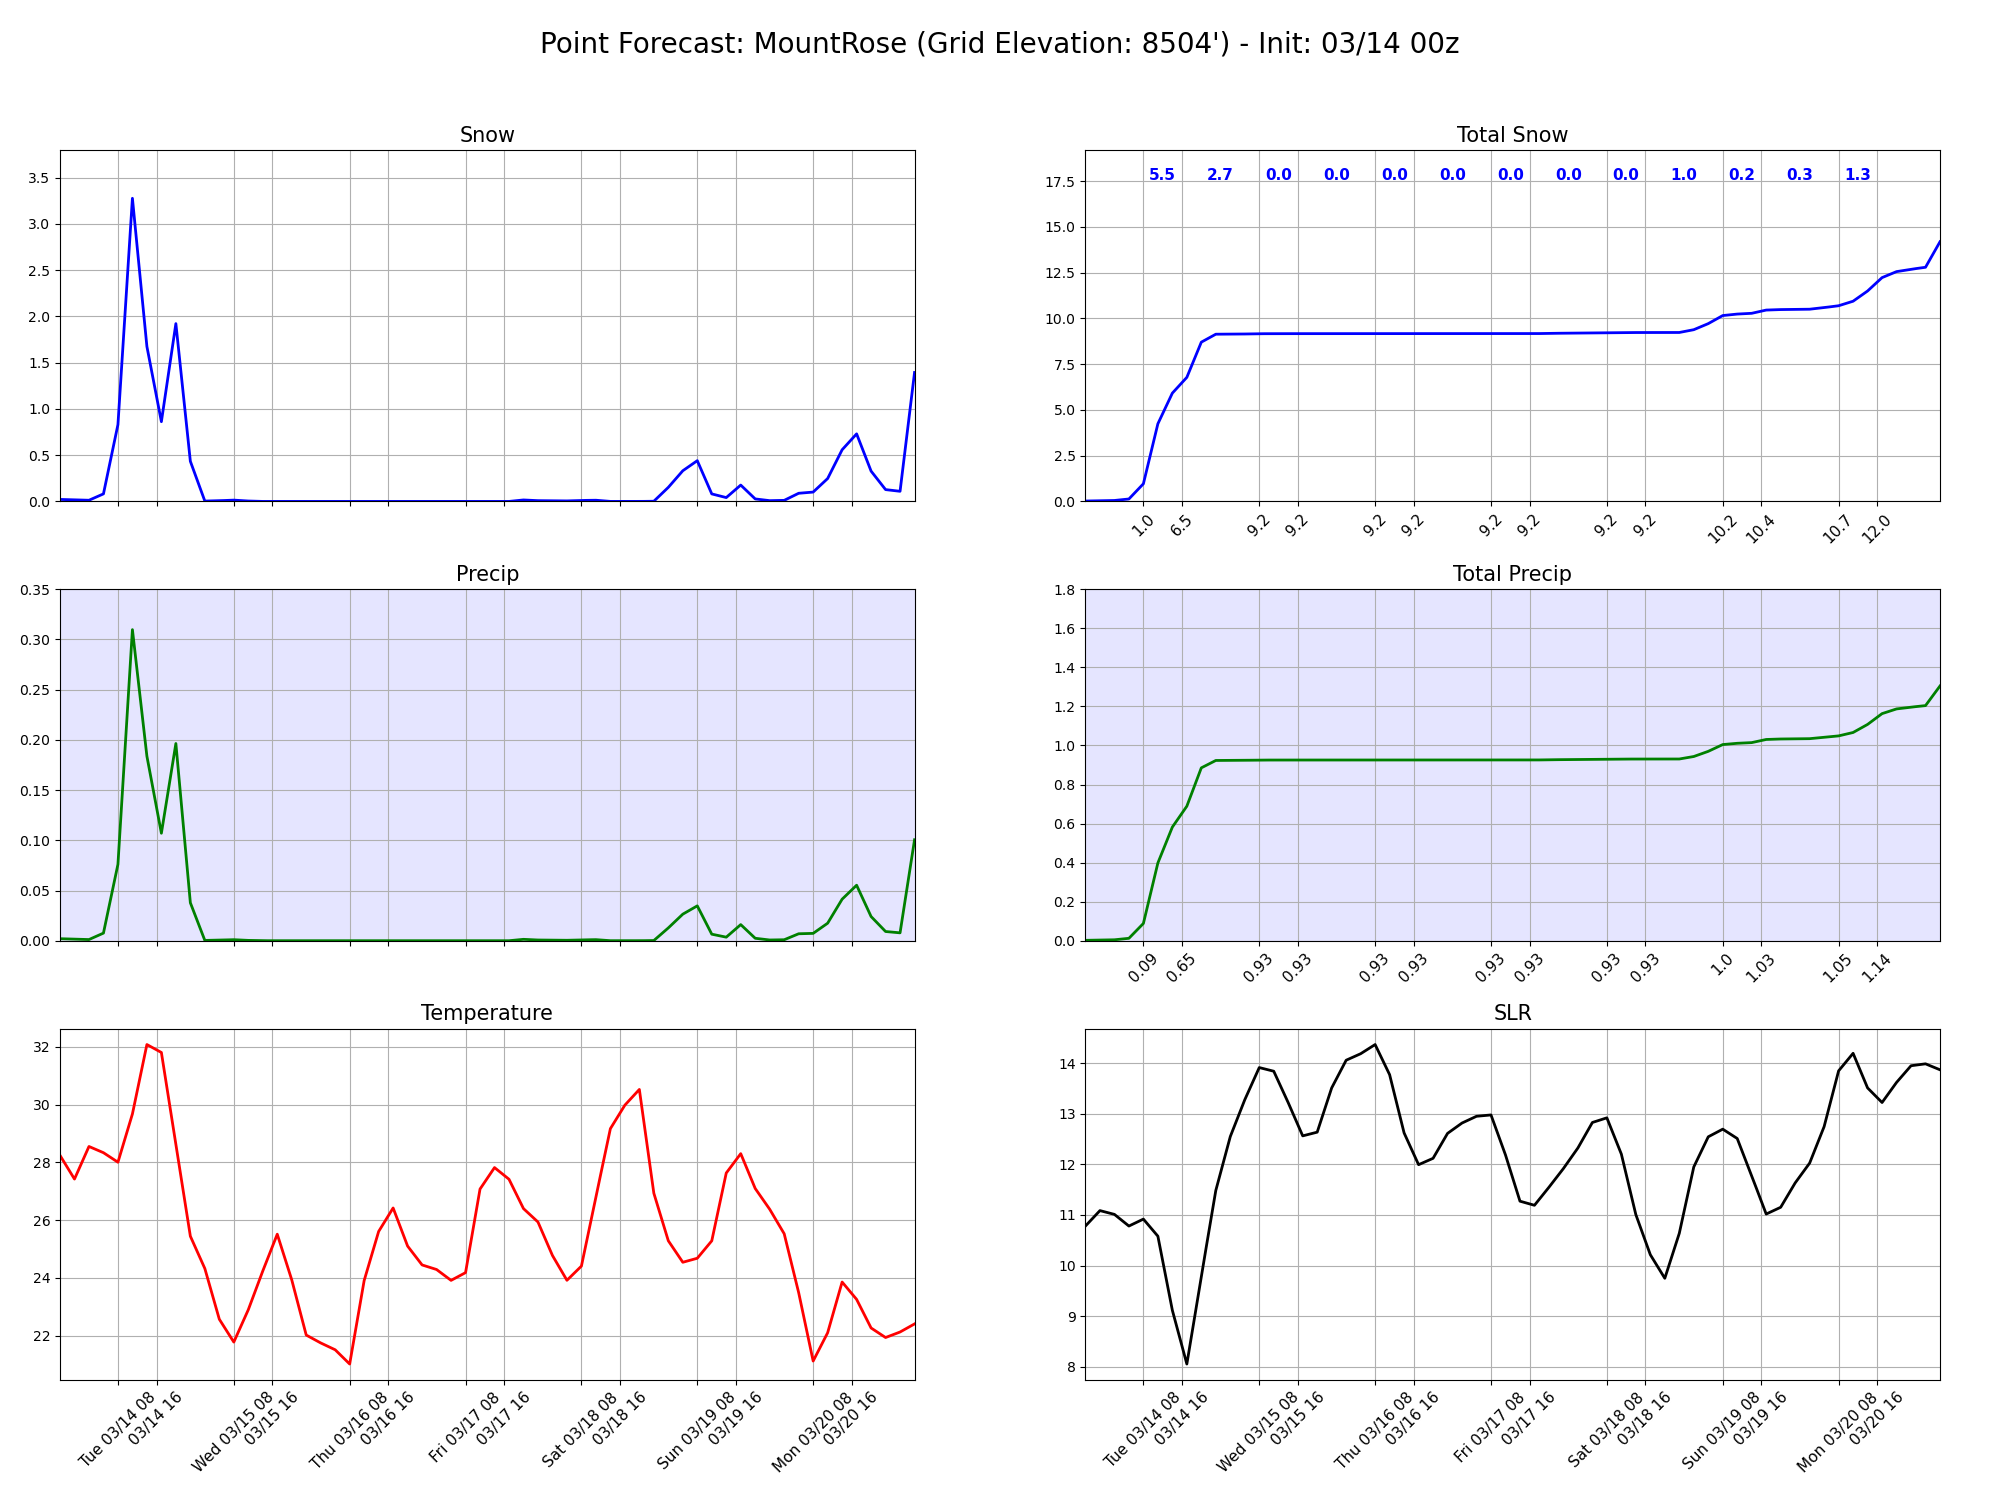 Point Forecast: MountRose (Grid Elevation: 8504') - Init: 03/14 00z
Snow
3.5
3.0
2.5
2.0
1.5
1.0
0.5
0.0
Total Snow
17.5
15.0
12.5
10.0
7.5
5.0
2.5
0.0
5.5 2.7 0.0 0.0 0.0 0.0 0.0 0.0 0.0 1.0 0.2 0.3 1.3
1.0 6.5 9.2 9.2 9.2 9.2 9.2 9.2 9.2 9.2 10.2 10.4 10.7 12.0
Precip
0.35
0.30
0.25
0.20
0.15
0.10
0.05
0.00
Total Precip
1.8
1.6
1.4
1.2
1.0
0.8
0.6
0.4
0.2
0.0
0.09 0.65 0.93 0.93 0.93 0.93 0.93 0.93 0.93 0.93 1.0 1.03 1.05 1.14
Temperature
32
30
28
26
24
22
Tue 03/14 08
03/14 16
Wed 03/15 08
03/15 16
Thu 03/16 08
03/16 16
Fri 03/17 08
03/17 16
Sat 03/18 08
03/18 16
Sun 03/19 08
03/19 16
Mon 03/20 08
03/20 16
SLR
14
13
12
11
10
9
8
Tue 03/14 08
03/14 16
Wed 03/15 08
03/15 16
Thu 03/16 08
03/16 16
Fri 03/17 08
03/17 16
Sat 03/18 08
03/18 16
Sun 03/19 08
03/19 16
Mon 03/20 08
03/20 16